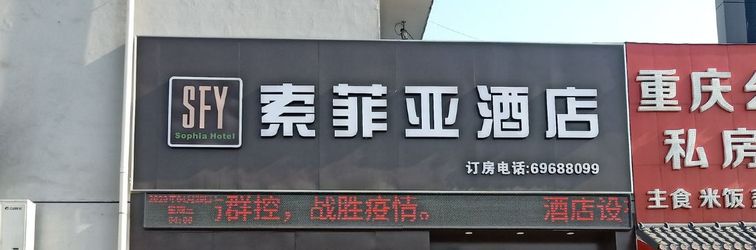 SFY
Sophia Hotel
索菲亚酒店
订房电话:69688099
群控，战胜疫情。 酒店设
重庆
私房
主食 米饭